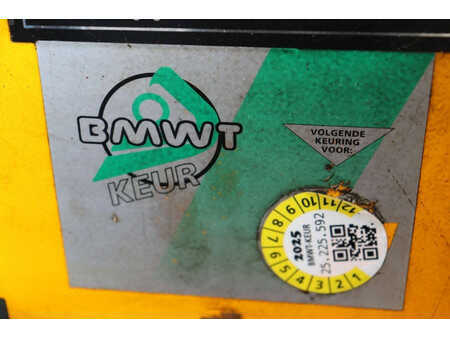 BMWT
KEUR
VOLGENDE
KEURING
VOOR:
2025
BMWT-KEUR
25.225.592
1 2 3 4 5 6 7 8 9 10 11 12